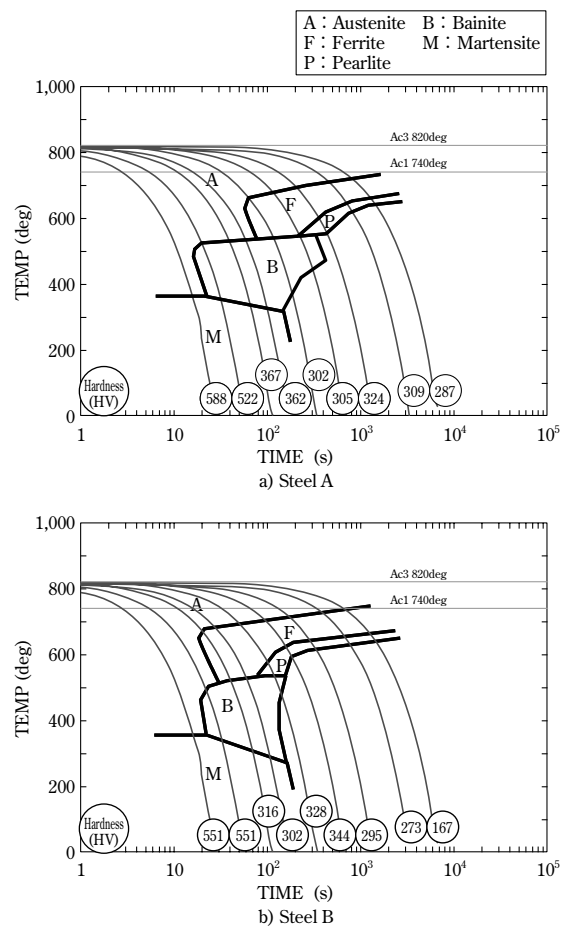 A : Austenite B : Bainite
F : Ferrite M : Martensite
P : Pearlite
1,000
800
600
400
200
0
TEMP (deg)
Ac3 820deg
Ac1 740deg
A
F
P
B
M
Hardness
(HV)
588
522
367
362
302
305
324
309
287
1
10
10²
10³
10⁴
10⁵
TIME (s)
a) Steel A
1,000
800
600
400
200
0
TEMP (deg)
Ac3 820deg
Ac1 740deg
A
F
P
B
M
Hardness
(HV)
551
551
316
302
328
344
295
273
167
1
10
10²
10³
10⁴
10⁵
TIME (s)
b) Steel B